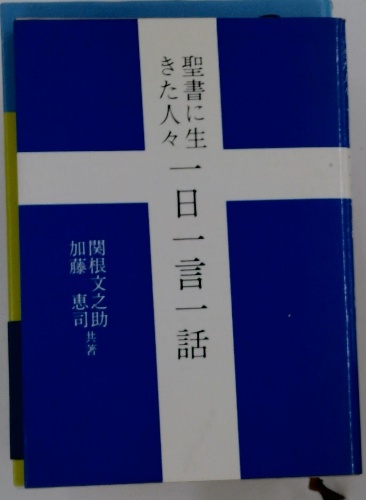 聖書に生
きた人々
一日一言一話
関根文之助
加藤 恵司 共著